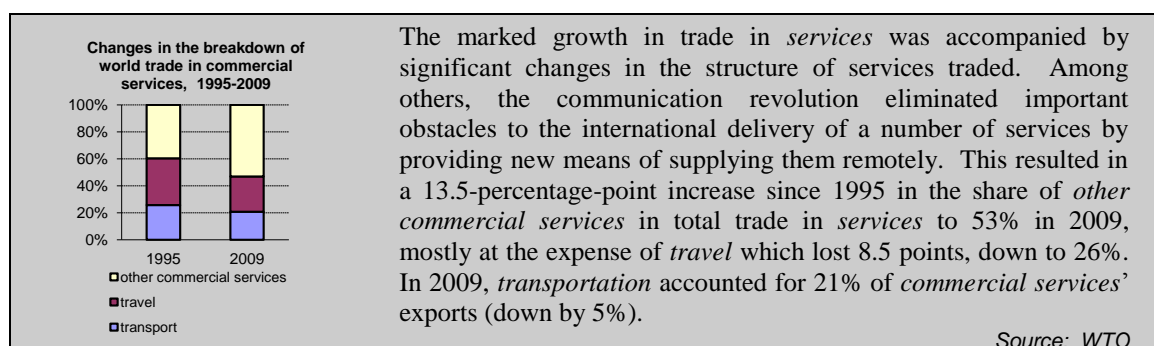 Changes in the breakdown of
world trade in commercial
services, 1995-2009
100%
80%
60%
40%
20%
0%
1995
2009
other commercial services
travel
transport
The marked growth in trade in services was accompanied by
significant changes in the structure of services traded. Among
others, the communication revolution eliminated important
obstacles to the international delivery of a number of services by
providing new means of supplying them remotely. This resulted in
a 13.5-percentage-point increase since 1995 in the share of other
commercial services in total trade in services to 53% in 2009,
mostly at the expense of travel which lost 8.5 points, down to 26%.
In 2009, transportation accounted for 21% of commercial services'
exports (down by 5%).
Source: WTO